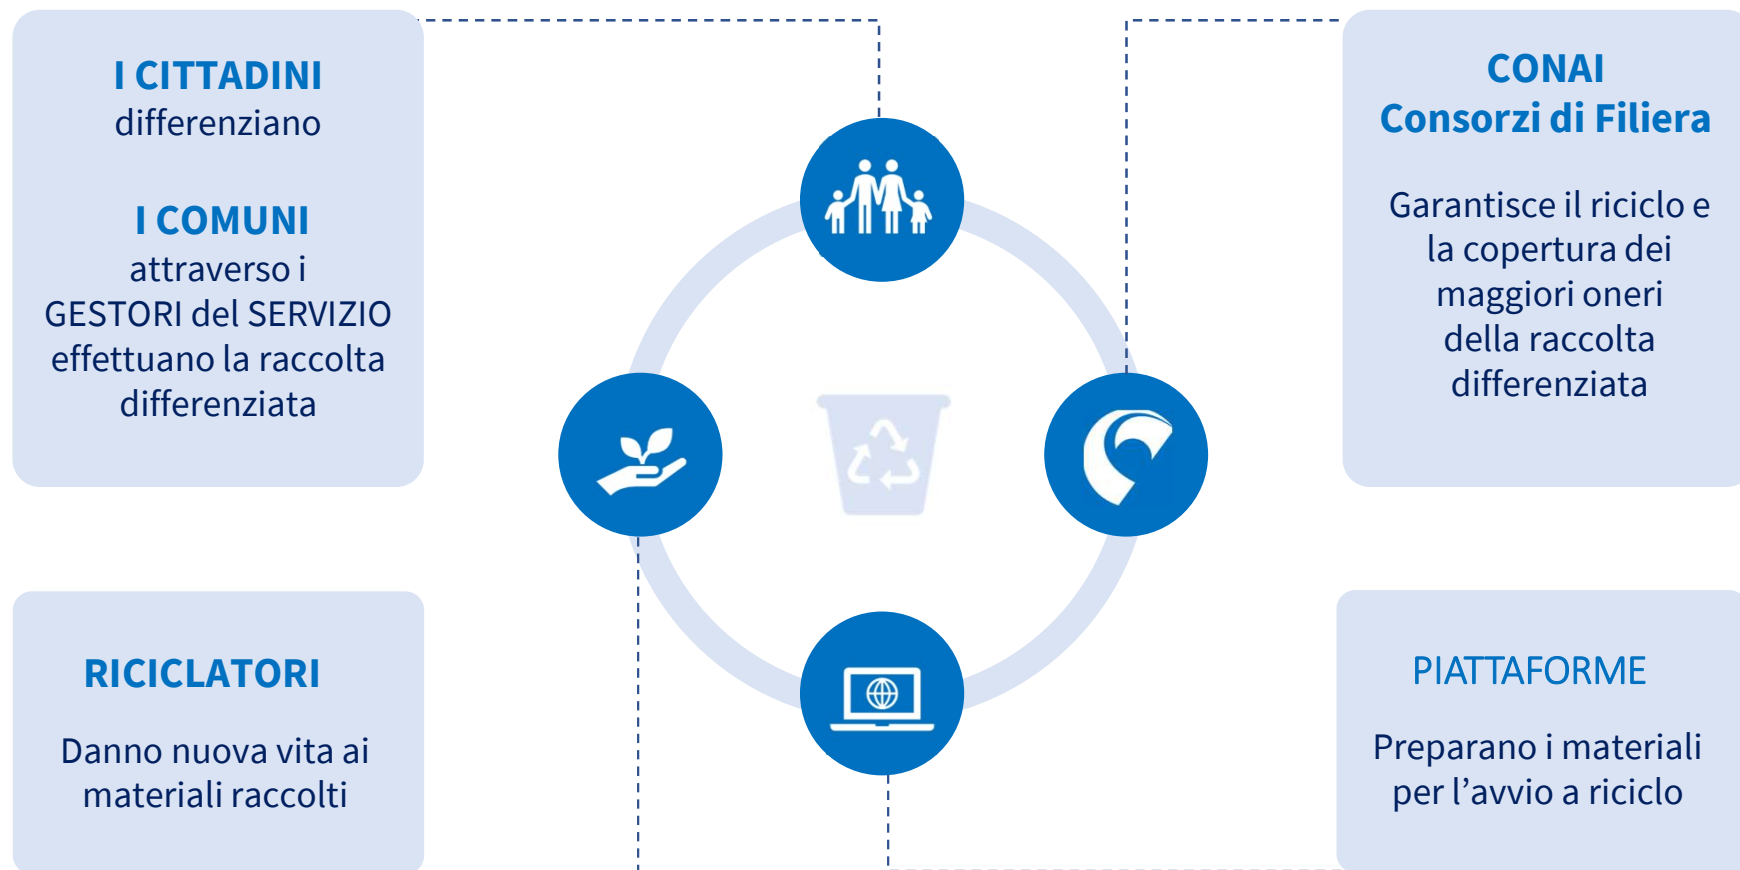 I CITTADINI
differenziano
I COMUNI
attraverso i
GESTORI del SERVIZIO
effettuano la raccolta
differenziata
CONAI
Consorzi di Filiera
Garantisce il riciclo e
la copertura dei
maggiori oneri
della raccolta
differenziata
RICICLATORI
Danno nuova vita ai
materiali raccolti
PIATTAFORME
Preparano i materiali
per l’avvio a riciclo